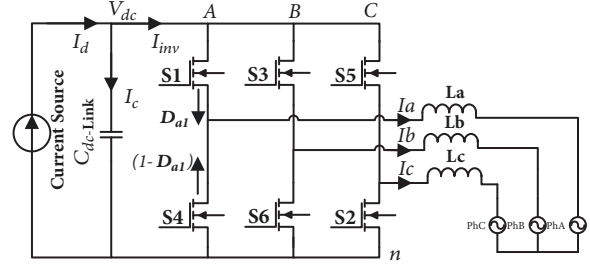 V_dc
A
B
C
I_d
I_inv
S1
S3
S5
Current Source
C_dc-Link
I_c
D_a1
(1- D_a1)
Ia
La
Ib
Lb
Ic
Lc
S4
S6
S2
PhC
PhB
PhA
n